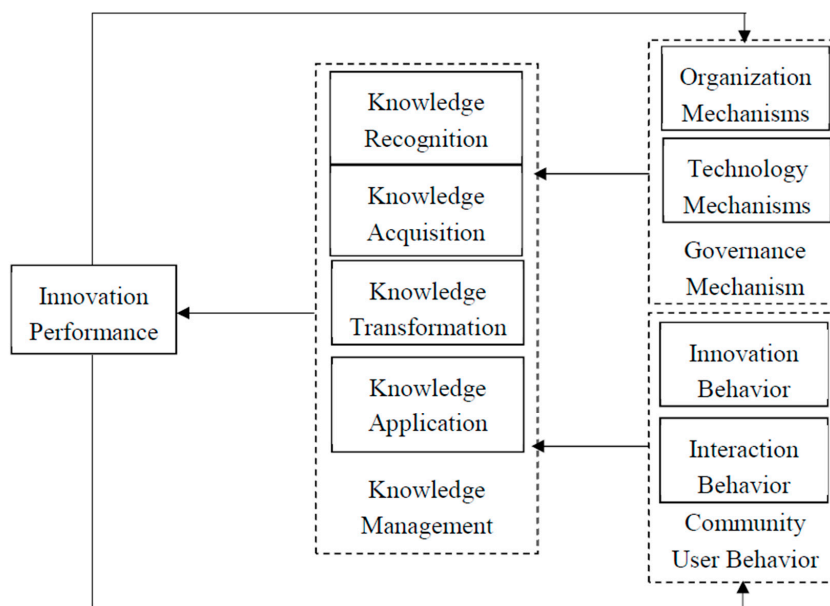 Innovation
Performance
Knowledge
Recognition
Knowledge
Acquisition
Knowledge
Transformation
Knowledge
Application
Knowledge
Management
Organization
Mechanisms
Technology
Mechanisms
Governance
Mechanism
Innovation
Behavior
Interaction
Behavior
Community
User Behavior